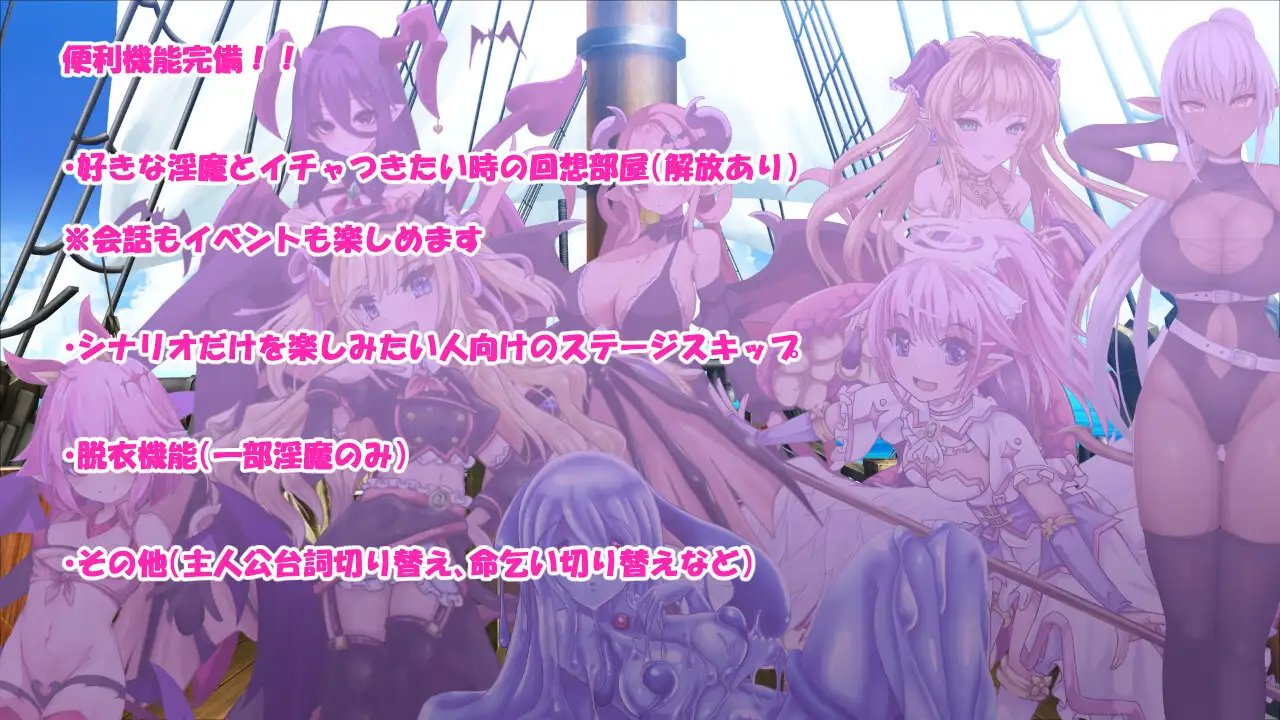 便利機能完備！！
・好きな淫魔とイチャつきたい時の回想部屋(解放あり)
※会話もイベントも楽しめます
・シナリオだけを楽しみたい人向けのステージスキップ
・脱衣機能(一部淫魔のみ)
・その他(主人公台詞切り替え、命乞い切り替えなど)